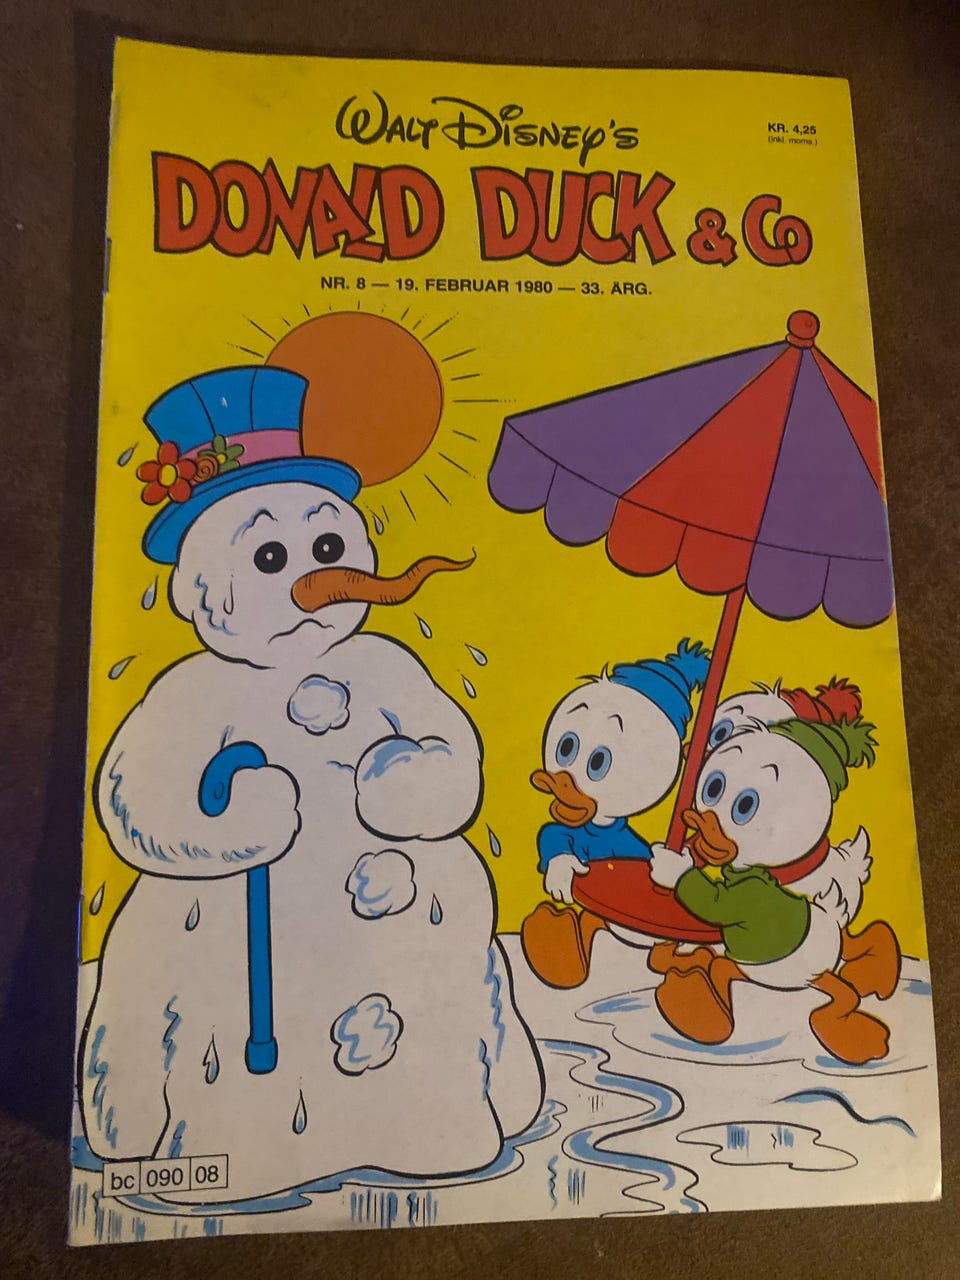 Walt Disney's
KR. 4,25
(inkl. moms.)
DONALD DUCK & Co
NR. 8 — 19. FEBRUAR 1980 — 33. ÅRG.
bc 090 08